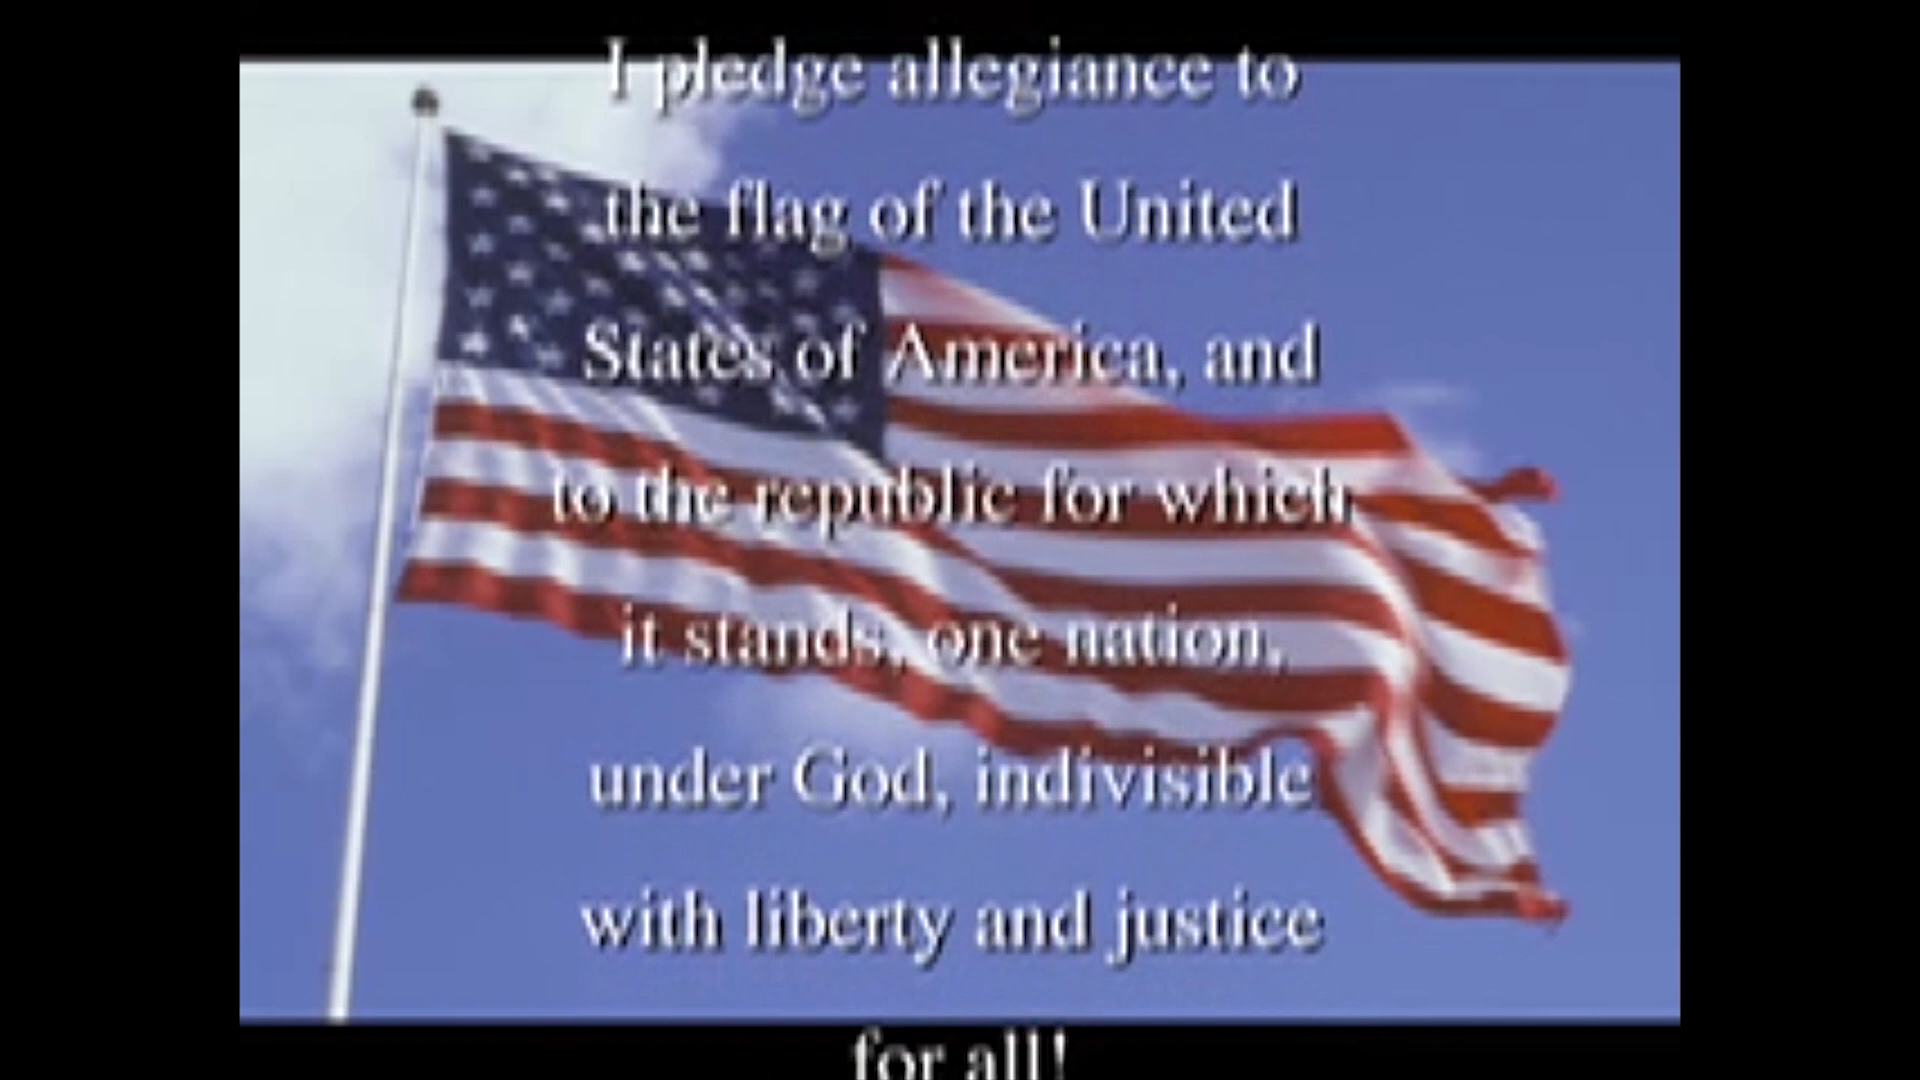 I pledge allegiance to
the flag of the United
States of America, and
to the republic for which
it stands, one nation,
under God, indivisible
with liberty and justice
for all!